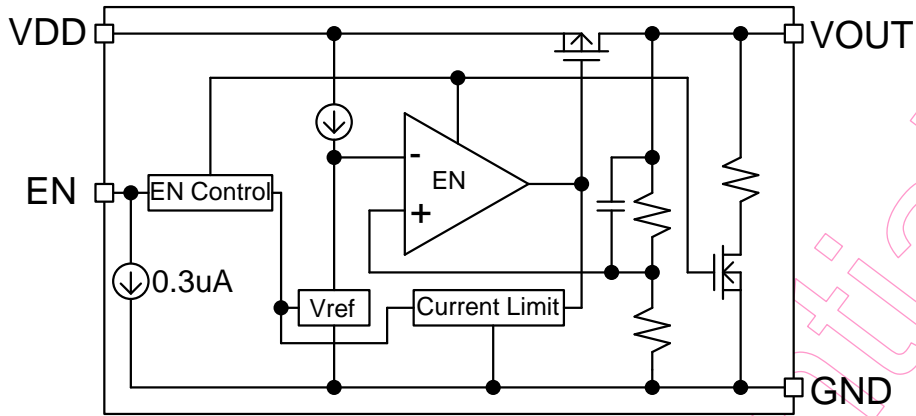 VDD
VOUT
EN
EN Control
-
EN
+
0.3uA
Vref
Current Limit
GND